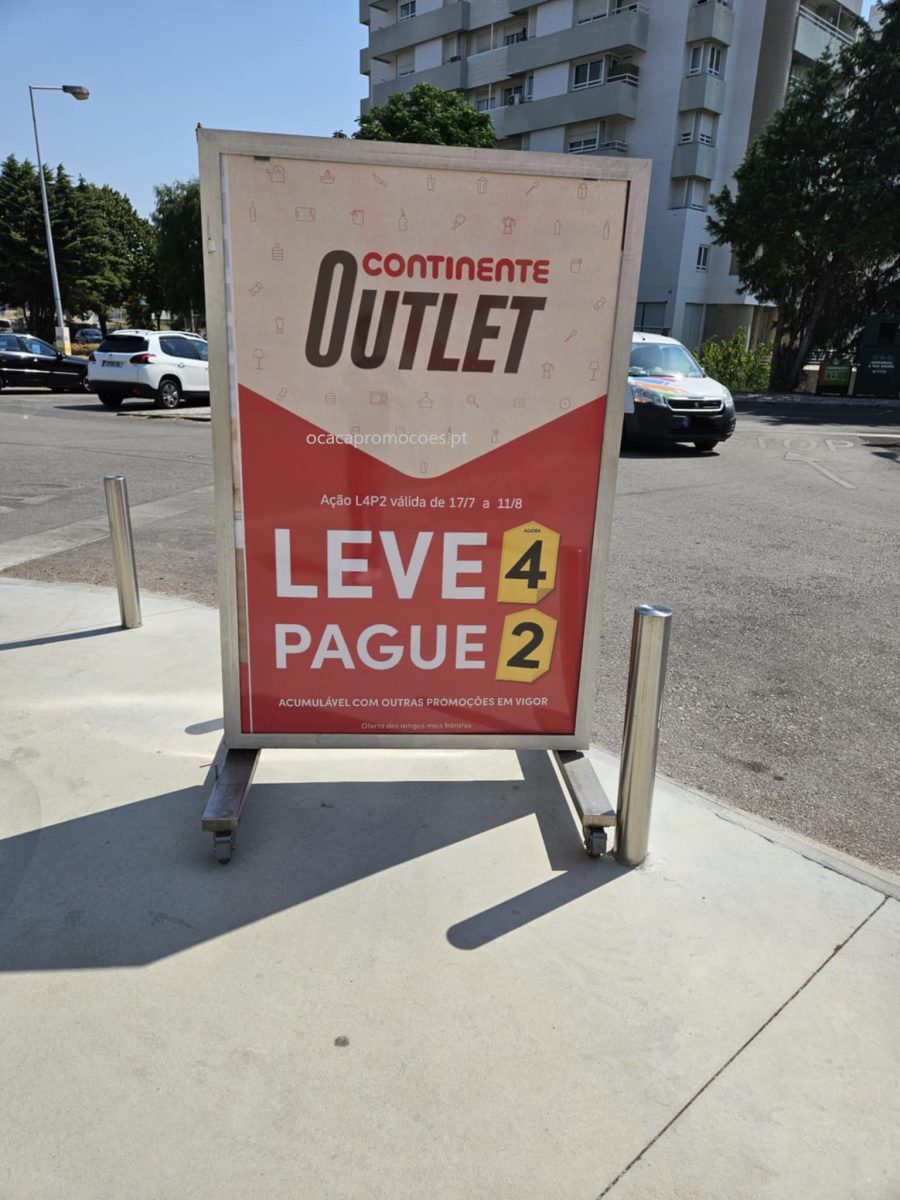 CONTINENTE
OUTLET
ocacapromocoes.pt
Ação L4P2 válida de 17/7 a 11/8
LEVE 4
AGORA
PAGUE 2
ACUMULÁVEL COM OUTRAS PROMOÇÕES EM VIGOR
Oferta dos artigos mais baratos